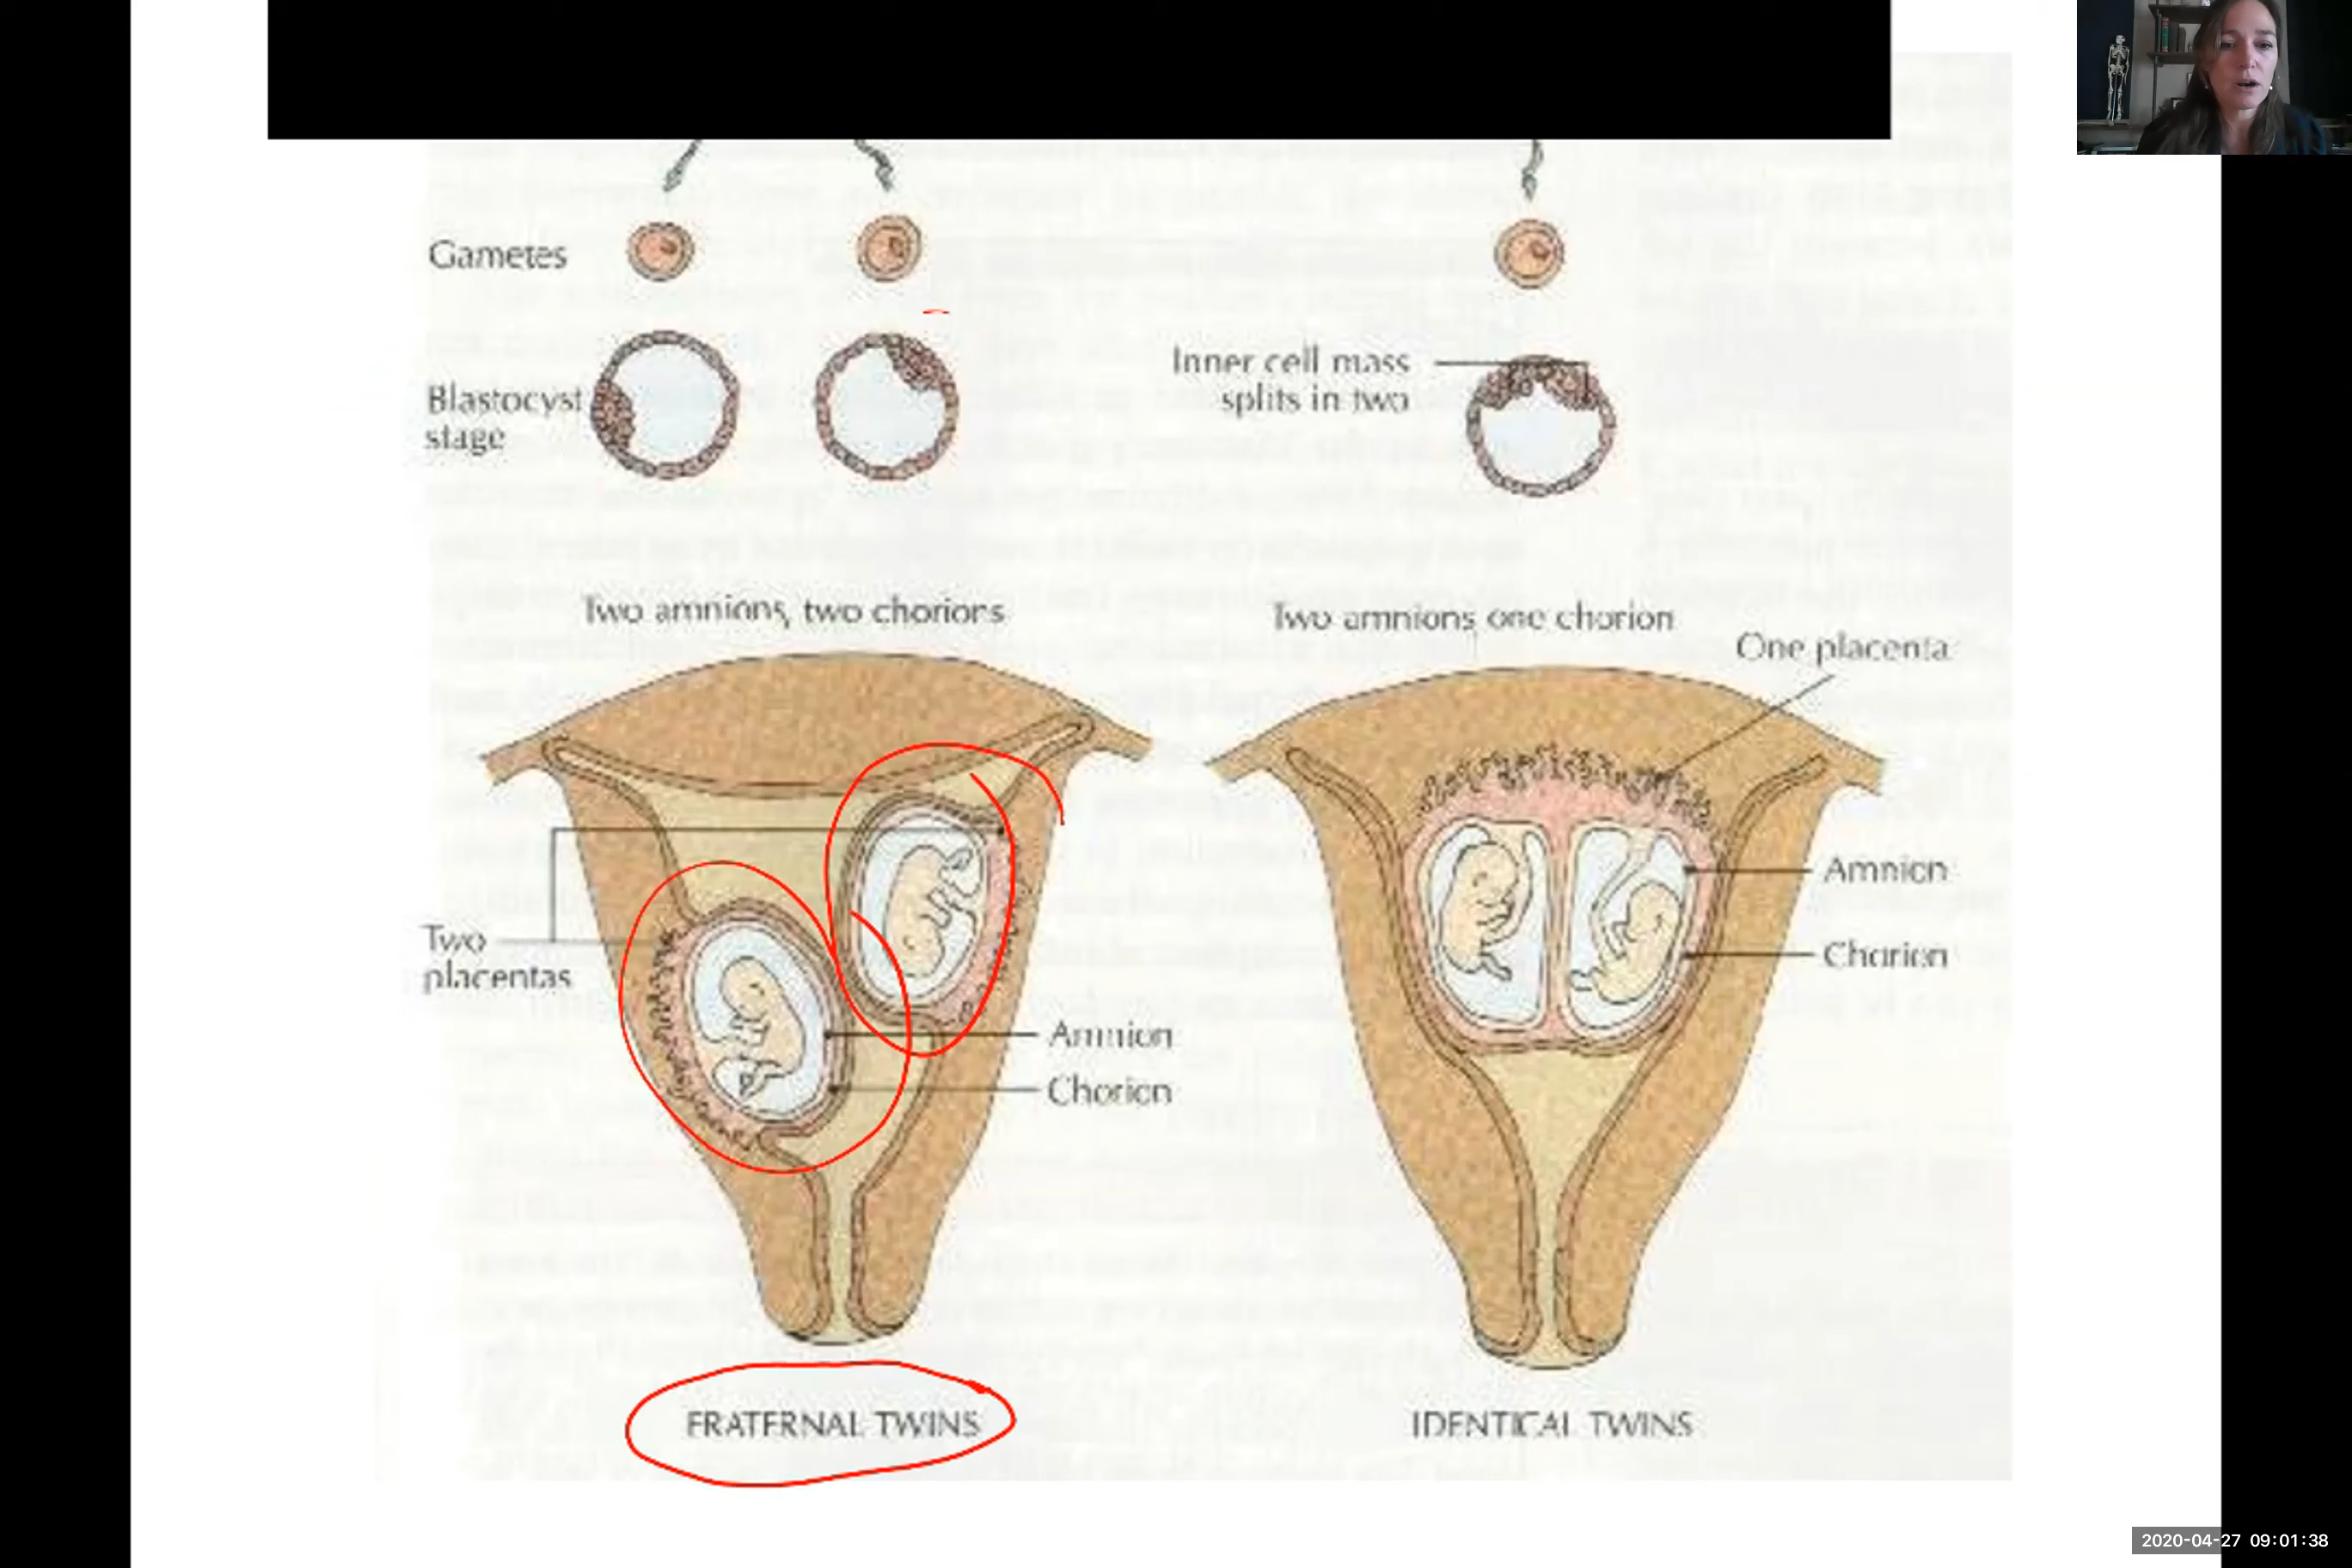 Gametes
Blastocyst
stage
Inner cell mass
splits in two
Two amnions, two chorions
Two amnions one chorion
One placenta
Two
placentas
Amnion
Chorion
Amnion
Chorion
FRATERNAL TWINS
IDENTICAL TWINS
2020-04-27 09:01:38